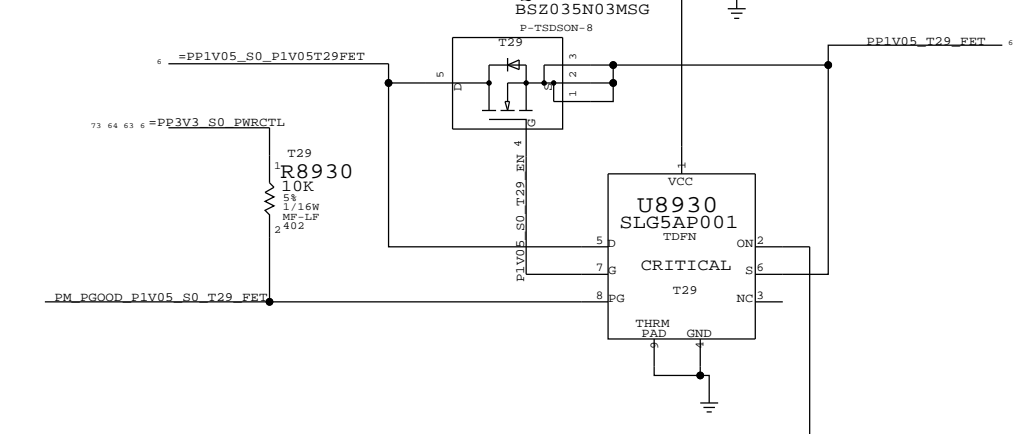 BSZ035N03MSG
P-TSDSON-8
T29
PP1V05_T29_FET 6
6 =PP1V05_S0_P1V05T29FET
5
D
3
2
1
S
G
4
73 64 63 6 =PP3V3_S0_PWRCTL
T29
1
R8930
10K
5%
1/16W
MF-LF
402
2
P1V05_S0_T29_EN
1
VCC
U8930
SLG5AP001
TDFN
5 D
ON 2
CRITICAL
7 G
S 6
T29
PM_PGOOD_P1V05_S0_T29_FET
8 PG
NC 3
THRM
PAD
GND
9
4